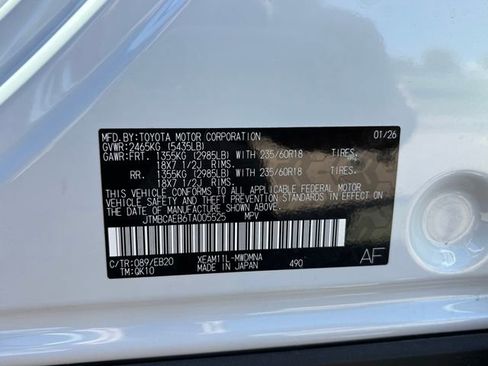 MFD.BY:TOYOTA MOTOR CORPORATION 01/26
GVWR:2465KG (5435LB)
GAWR:FRT. 1355KG (2985LB) WITH 235/60R18 TIRES,
18X7 1/2J RIMS.
RR. 1355KG (2985LB) WITH 235/60R18 TIRES,
18X7 1/2J RIMS.
THIS VEHICLE CONFORMS TO ALL APPLICABLE FEDERAL MOTOR
VEHICLE SAFETY AND THEFT PREVENTION STANDARDS IN EFFECT
ON THE DATE OF MANUFACTURE SHOWN ABOVE.
JTMBCAEB6TA005525 MPV
C/TR:089/EB20 XEAM11L-MWDMNA
TM:QK10 MADE IN JAPAN 490
AF